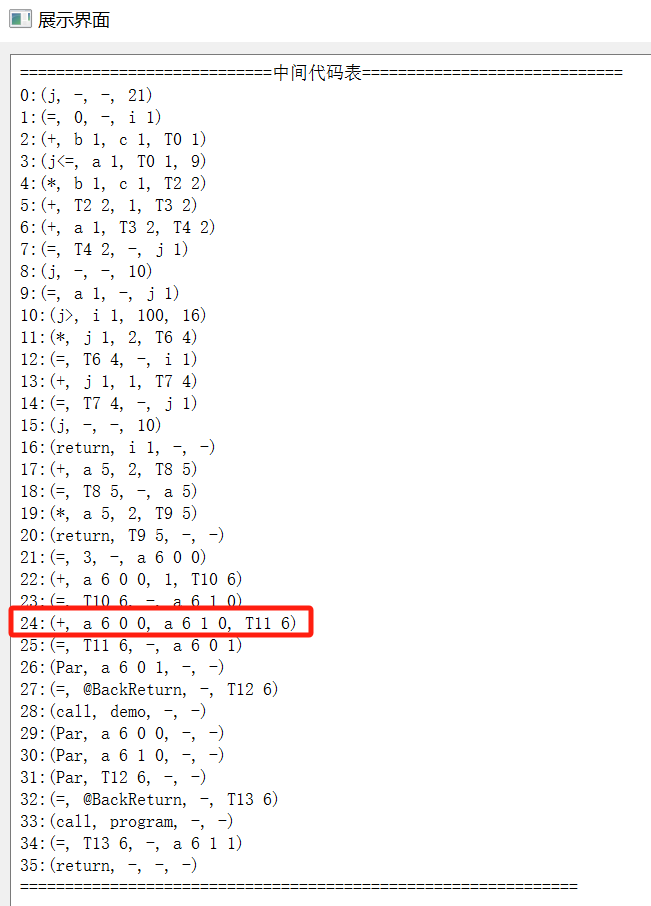 展示界面
============================中间代码表=============================
0:(j, -, -, 21)
1:(=, 0, -, i 1)
2:(+, b 1, c 1, T0 1)
3:(j<=, a 1, T0 1, 9)
4:(*, b 1, c 1, T2 2)
5:(+, T2 2, 1, T3 2)
6:(+, a 1, T3 2, T4 2)
7:(=, T4 2, -, j 1)
8:(j, -, -, 10)
9:(=, a 1, -, j 1)
10:(j>, i 1, 100, 16)
11:(*, j 1, 2, T6 4)
12:(=, T6 4, -, i 1)
13:(+, j 1, 1, T7 4)
14:(=, T7 4, -, j 1)
15:(j, -, -, 10)
16:(return, i 1, -, -)
17:(+, a 5, 2, T8 5)
18:(=, T8 5, -, a 5)
19:(*, a 5, 2, T9 5)
20:(return, T9 5, -, -)
21:(=, 3, -, a 6 0 0)
22:(+, a 6 0 0, 1, T10 6)
23:(=, T10 6, -, a 6 1 0)
24:(+, a 6 0 0, a 6 1 0, T11 6)
25:(=, T11 6, -, a 6 0 1)
26:(Par, a 6 0 1, -, -)
27:(=, @BackReturn, -, T12 6)
28:(call, demo, -, -)
29:(Par, a 6 0 0, -, -)
30:(Par, a 6 1 0, -, -)
31:(Par, T12 6, -, -)
32:(=, @BackReturn, -, T13 6)
33:(call, program, -, -)
34:(=, T13 6, -, a 6 1 1)
35:(return, -, -, -)
==============================================================